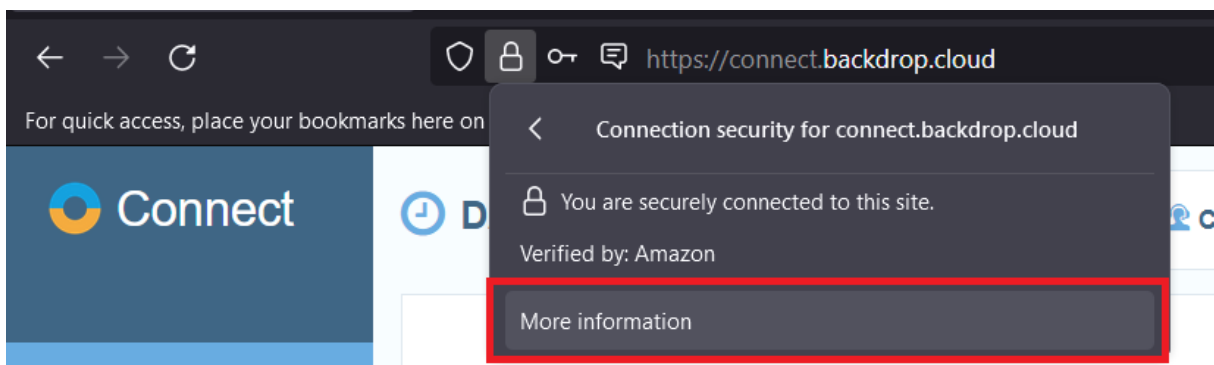 https://connect.backdrop.cloud
For quick access, place your bookmarks here on
Connection security for connect.backdrop.cloud
Connect
You are securely connected to this site.
Verified by: Amazon
More information